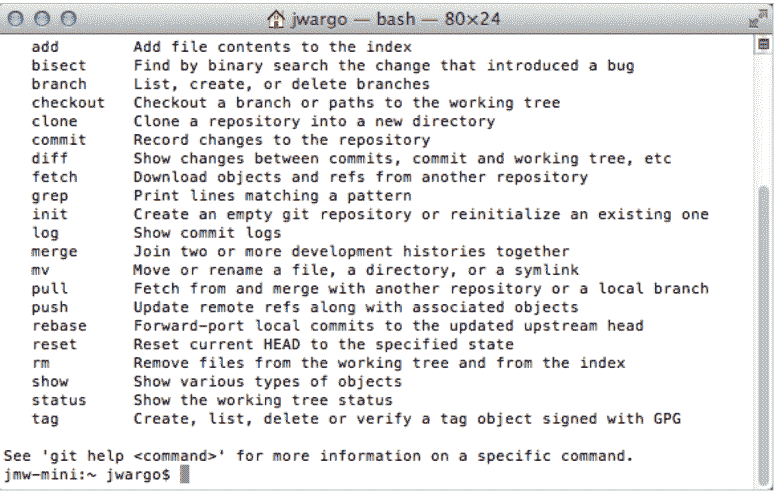 jwargo — bash — 80×24
add Add file contents to the index
bisect Find by binary search the change that introduced a bug
branch List, create, or delete branches
checkout Checkout a branch or paths to the working tree
clone Clone a repository into a new directory
commit Record changes to the repository
diff Show changes between commits, commit and working tree, etc
fetch Download objects and refs from another repository
grep Print lines matching a pattern
init Create an empty git repository or reinitialize an existing one
log Show commit logs
merge Join two or more development histories together
mv Move or rename a file, a directory, or a symlink
pull Fetch from and merge with another repository or a local branch
push Update remote refs along with associated objects
rebase Forward-port local commits to the updated upstream head
reset Reset current HEAD to the specified state
rm Remove files from the working tree and from the index
show Show various types of objects
status Show the working tree status
tag Create, list, delete or verify a tag object signed with GPG
See 'git help <command>' for more information on a specific command.
jmw-mini:~ jwargo$